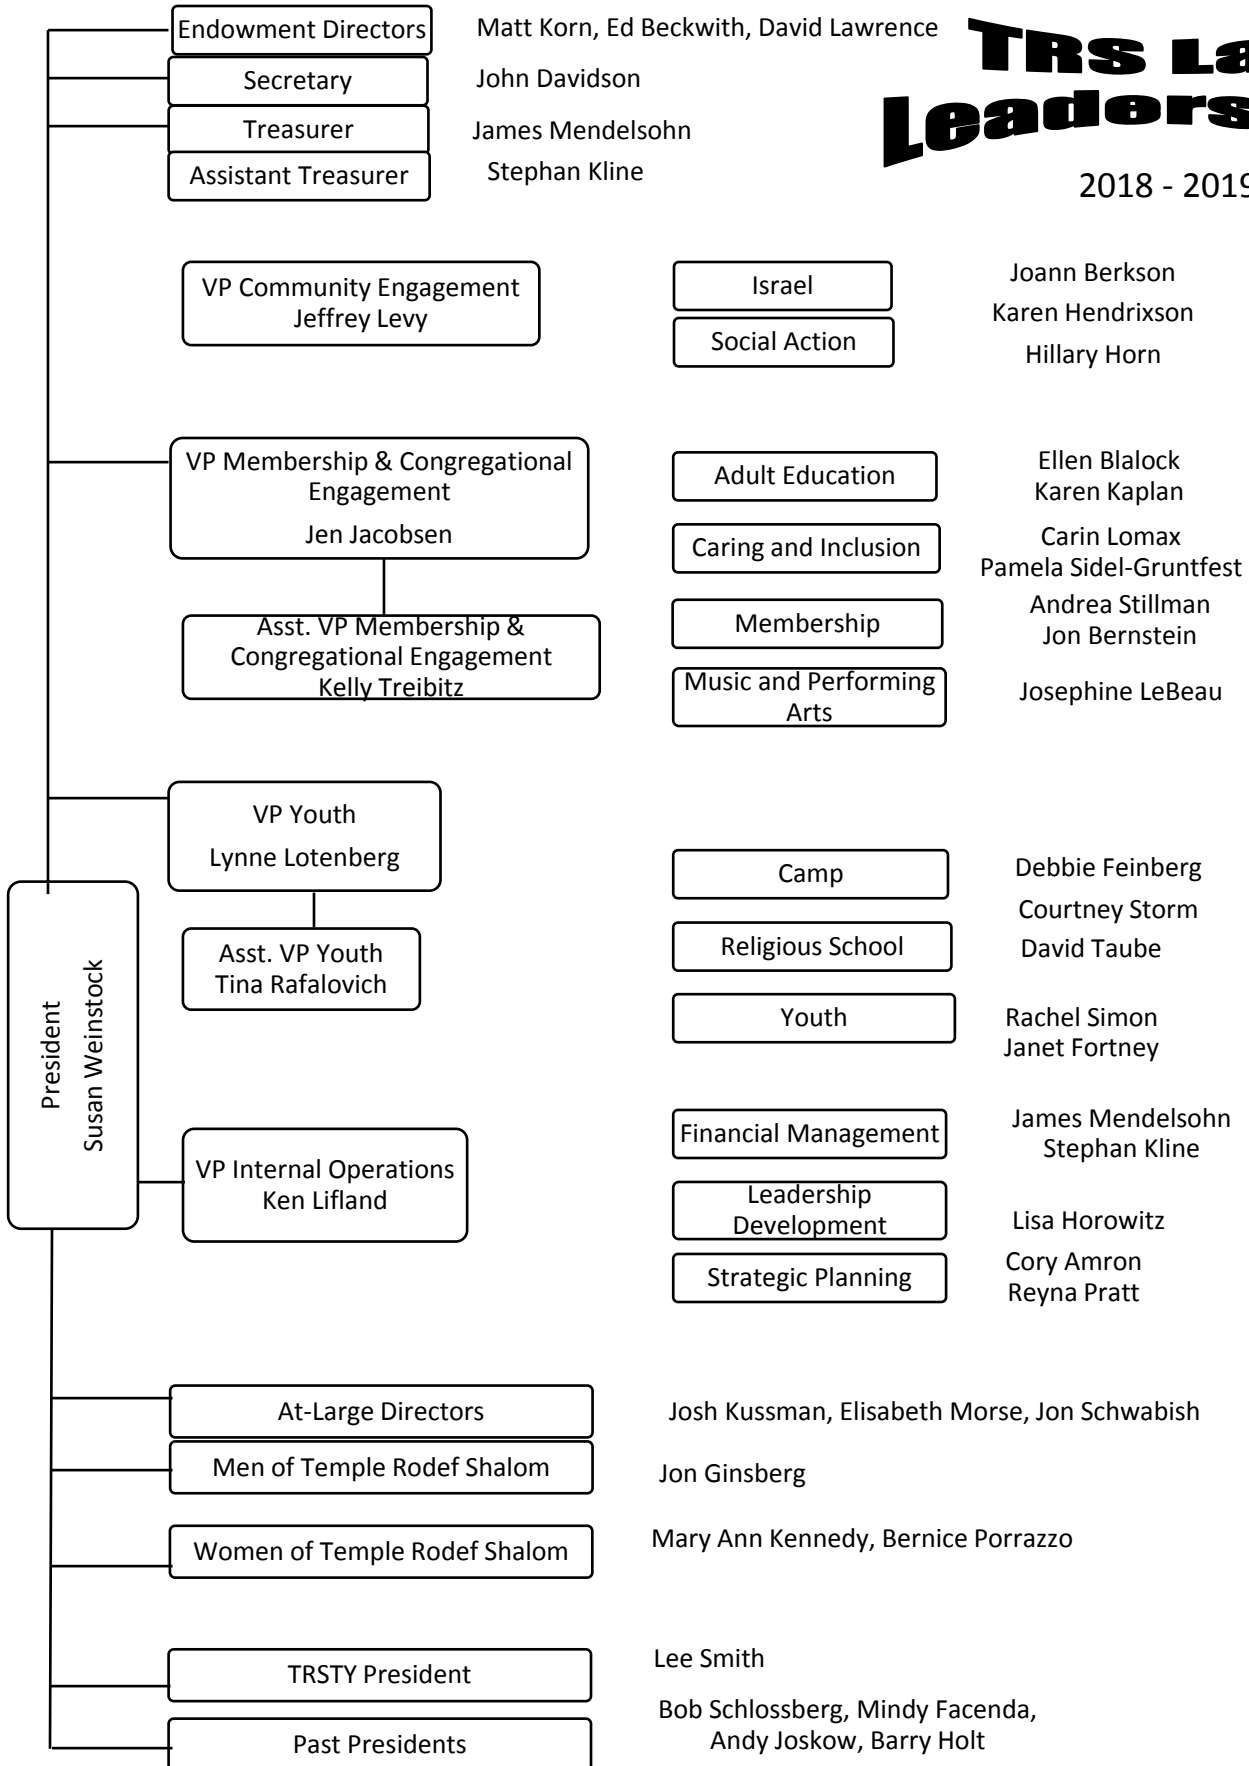 Endowment Directors
Matt Korn, Ed Beckwith, David Lawrence
TRS La
Leaders
2018 - 2019
Secretary
John Davidson
Treasurer
James Mendelsohn
Assistant Treasurer
Stephan Kline
VP Community Engagement
Jeffrey Levy
Israel
Joann Berkson
Karen Hendrixson
Social Action
Hillary Horn
VP Membership & Congregational
Engagement
Jen Jacobsen
Asst. VP Membership &
Congregational Engagement
Kelly Treibitz
Adult Education
Ellen Blalock
Karen Kaplan
Caring and Inclusion
Carin Lomax
Pamela Sidel-Gruntfest
Membership
Andrea Stillman
Jon Bernstein
Music and Performing
Arts
Josephine LeBeau
VP Youth
Lynne Lotenberg
Asst. VP Youth
Tina Rafalovich
Camp
Debbie Feinberg
Courtney Storm
Religious School
David Taube
Youth
Rachel Simon
Janet Fortney
President
Susan Weinstock
VP Internal Operations
Ken Lifland
Financial Management
James Mendelsohn
Stephan Kline
Leadership
Development
Lisa Horowitz
Strategic Planning
Cory Amron
Reyna Pratt
At-Large Directors
Josh Kussman, Elisabeth Morse, Jon Schwabish
Men of Temple Rodef Shalom
Jon Ginsberg
Women of Temple Rodef Shalom
Mary Ann Kennedy, Bernice Porrazzo
TRSTY President
Lee Smith
Past Presidents
Bob Schlossberg, Mindy Facenda,
Andy Joskow, Barry Holt